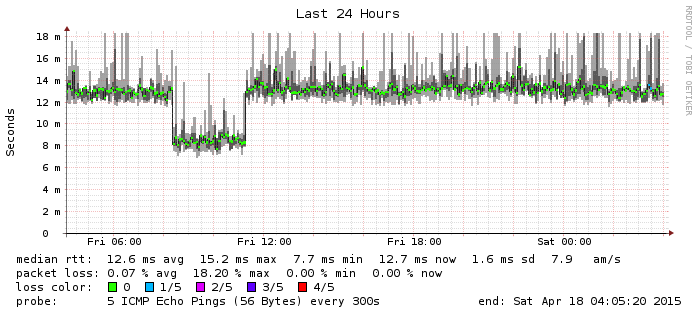 Last 24 Hours
RRDTOOL / TOBI OETIKER
Seconds
18 m
16 m
14 m
12 m
10 m
8 m
6 m
4 m
2 m
0
Fri 06:00 Fri 12:00 Fri 18:00 Sat 00:00
median rtt: 12.6 ms avg 15.2 ms max 7.7 ms min 12.7 ms now 1.6 ms sd 7.9 am/s
packet loss: 0.07 % avg 18.20 % max 0.00 % min 0.00 % now
loss color: 0 1/5 2/5 3/5 4/5
probe: 5 ICMP Echo Pings (56 Bytes) every 300s end: Sat Apr 18 04:05:20 2015